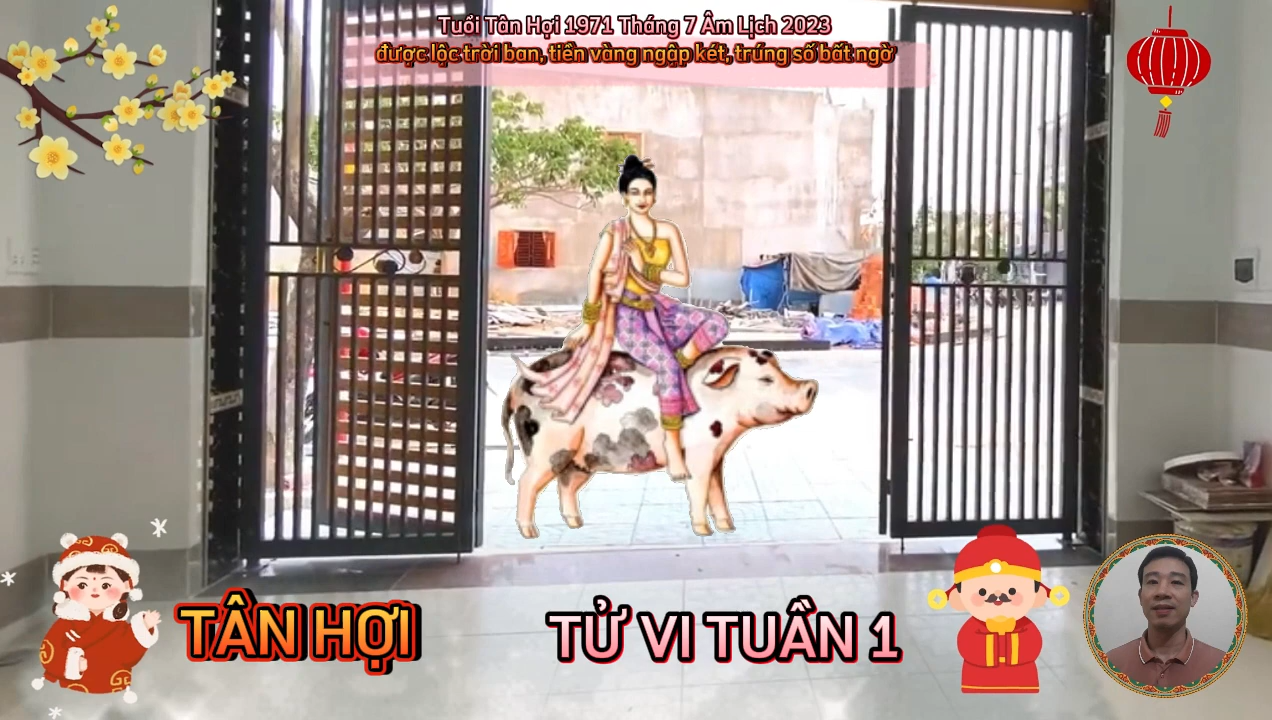 Tuổi Tân Hợi 1971 Tháng 7 Âm Lịch 2023
được lộc trời ban, tiền vàng ngập két, trúng số bất ngờ
TÂN HỢI
TỬ VI TUẦN 1